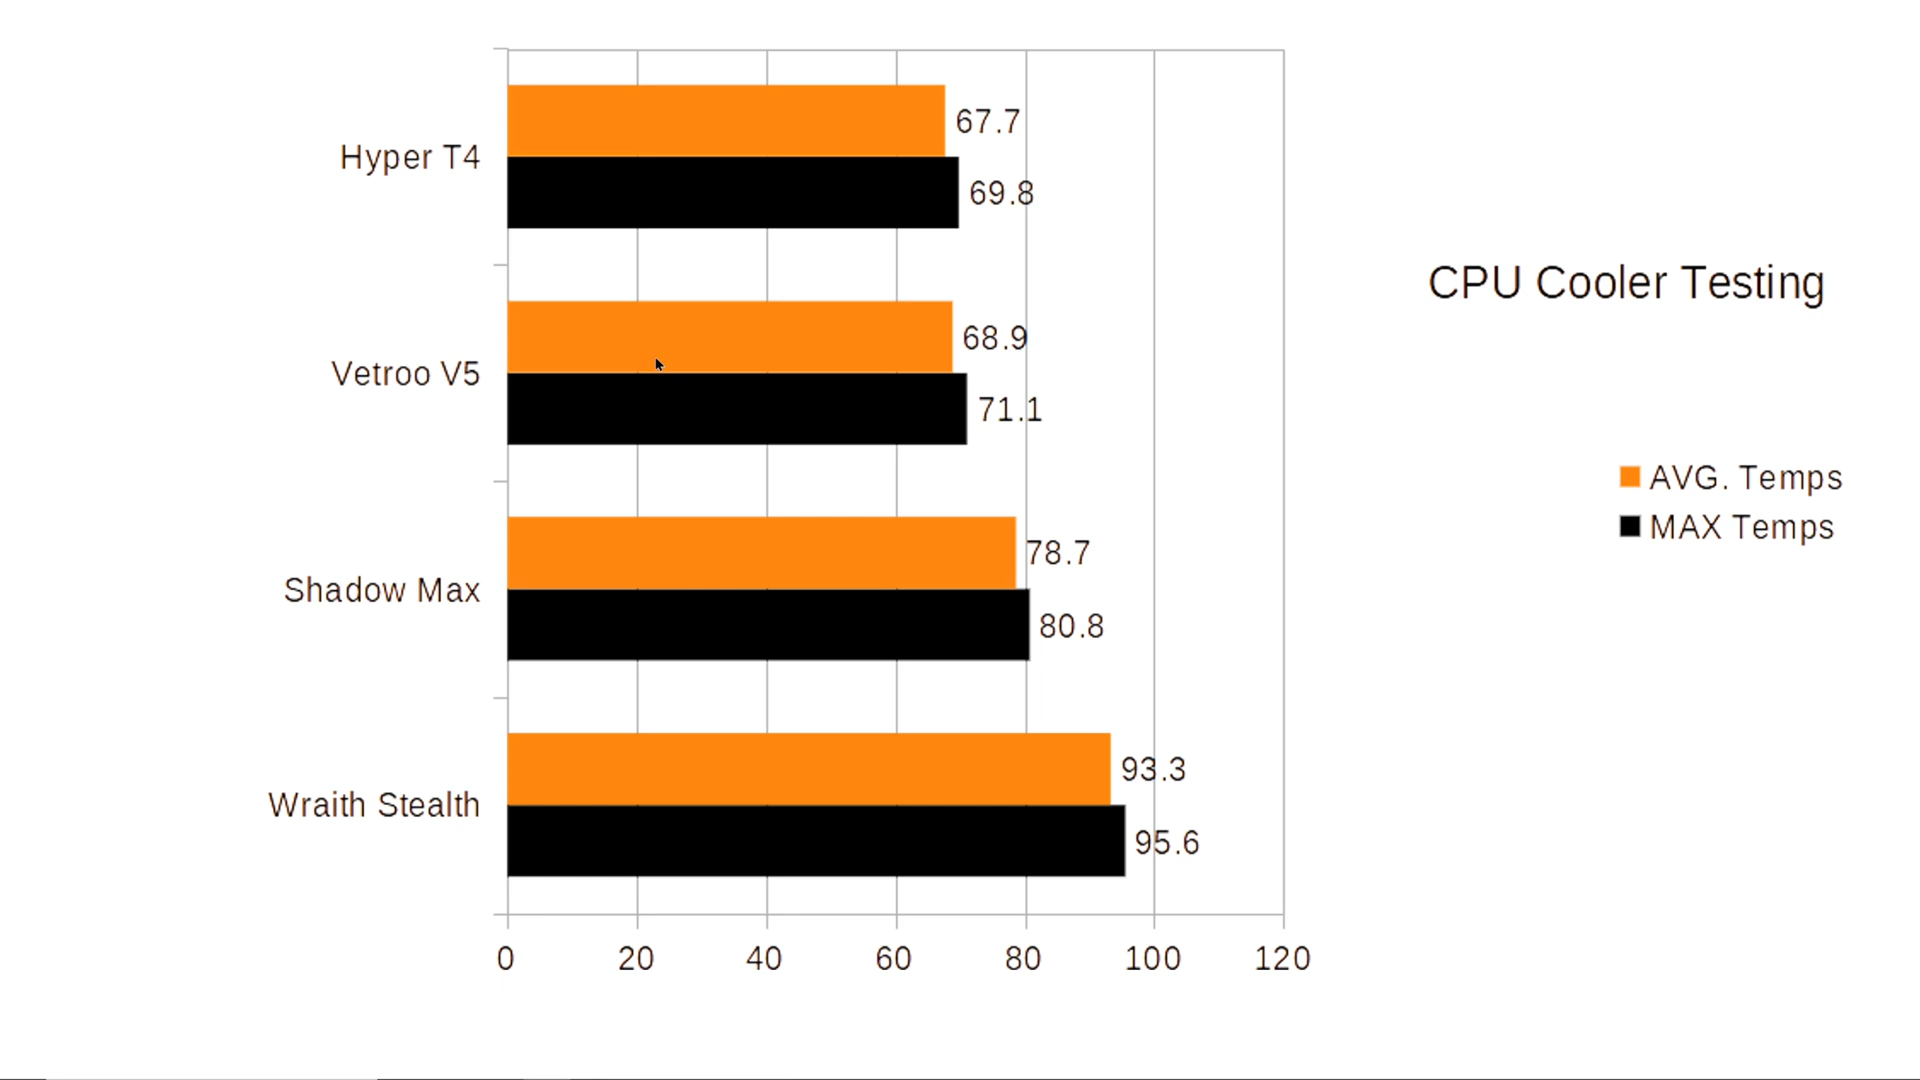 Hyper T4
67.7
69.8
Vetroo V5
68.9
71.1
Shadow Max
78.7
80.8
Wraith Stealth
93.3
95.6
0 20 40 60 80 100 120
CPU Cooler Testing
AVG. Temps
MAX Temps